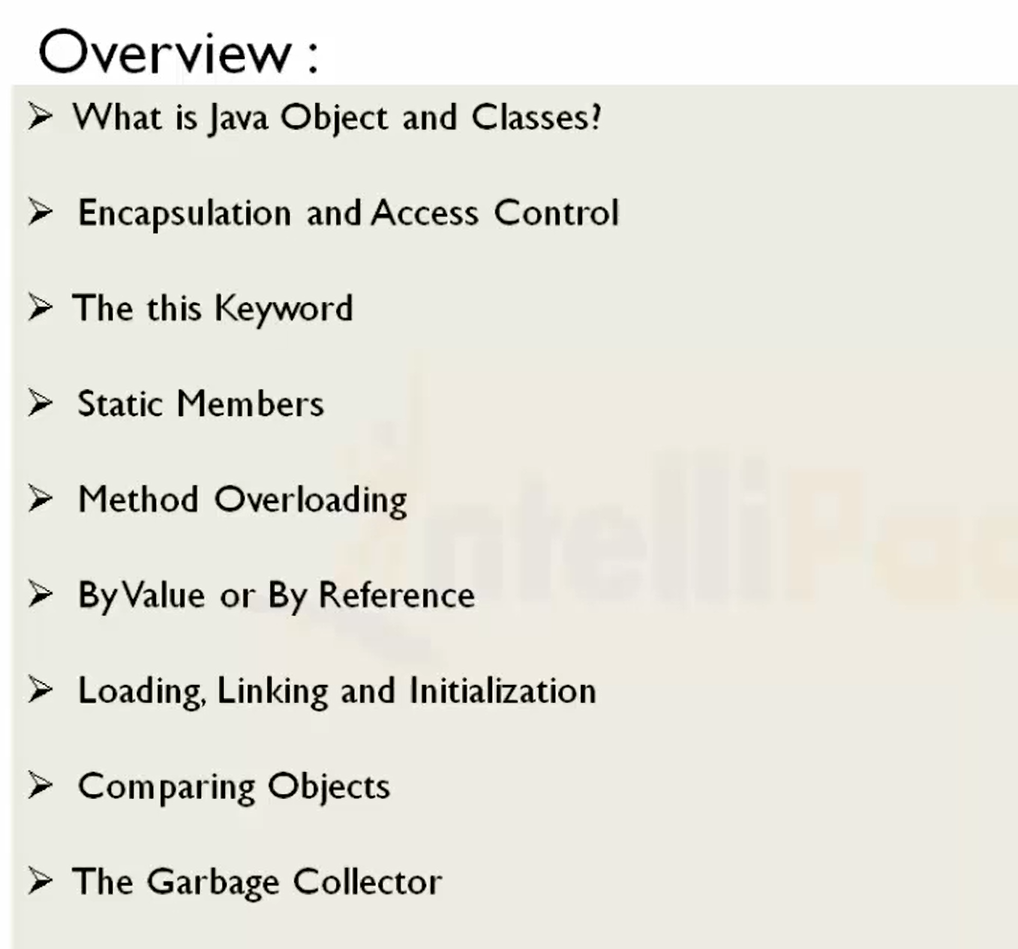 Overview :
➢ What is Java Object and Classes?
➢ Encapsulation and Access Control
➢ The this Keyword
➢ Static Members
➢ Method Overloading
➢ By Value or By Reference
➢ Loading, Linking and Initialization
➢ Comparing Objects
➢ The Garbage Collector
ntelliPaa